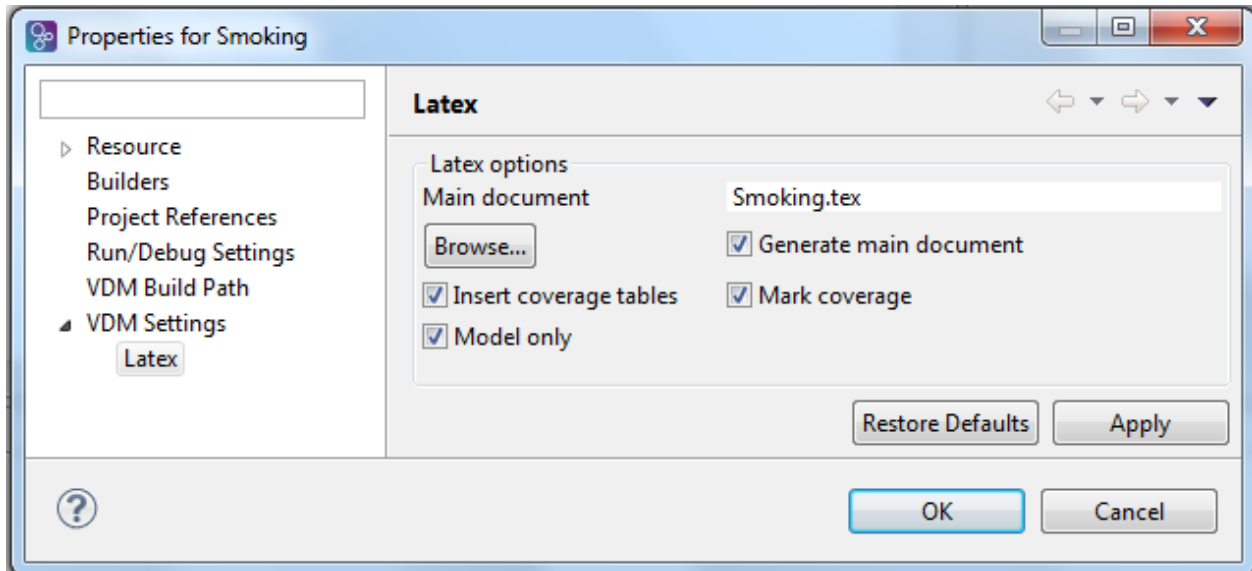 Properties for Smoking
Resource
Builders
Project References
Run/Debug Settings
VDM Build Path
VDM Settings
Latex
Latex
Latex options
Main document Smoking.tex
Browse... Generate main document
Insert coverage tables Mark coverage
Model only
Restore Defaults Apply
? OK Cancel